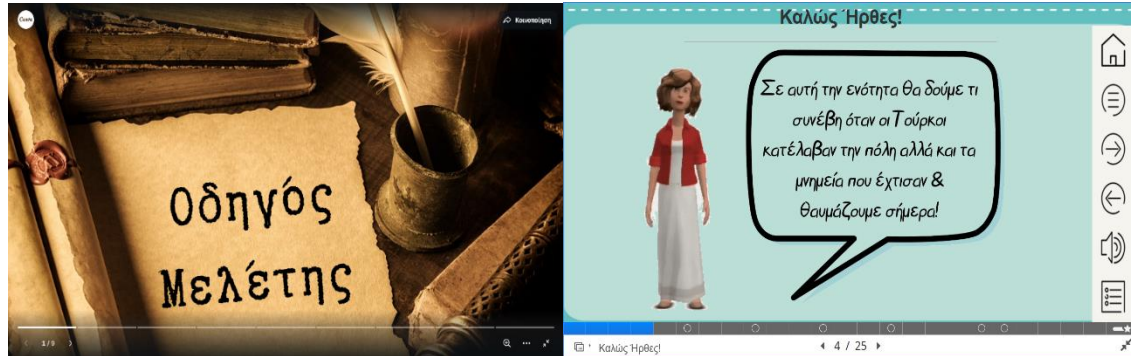 Canva
Κοινοποίηση
Οδηγός
Μελέτης
1/9
Καλώς Ήρθες!
Σε αυτή την ενότητα θα δούμε τι
συνέβη όταν οι Τούρκοι
κατέλαβαν την πόλη αλλά και τα
μνημεία που έχτισαν &
θαυμάζουμε σήμερα!
Καλώς Ήρθες!
4 / 25